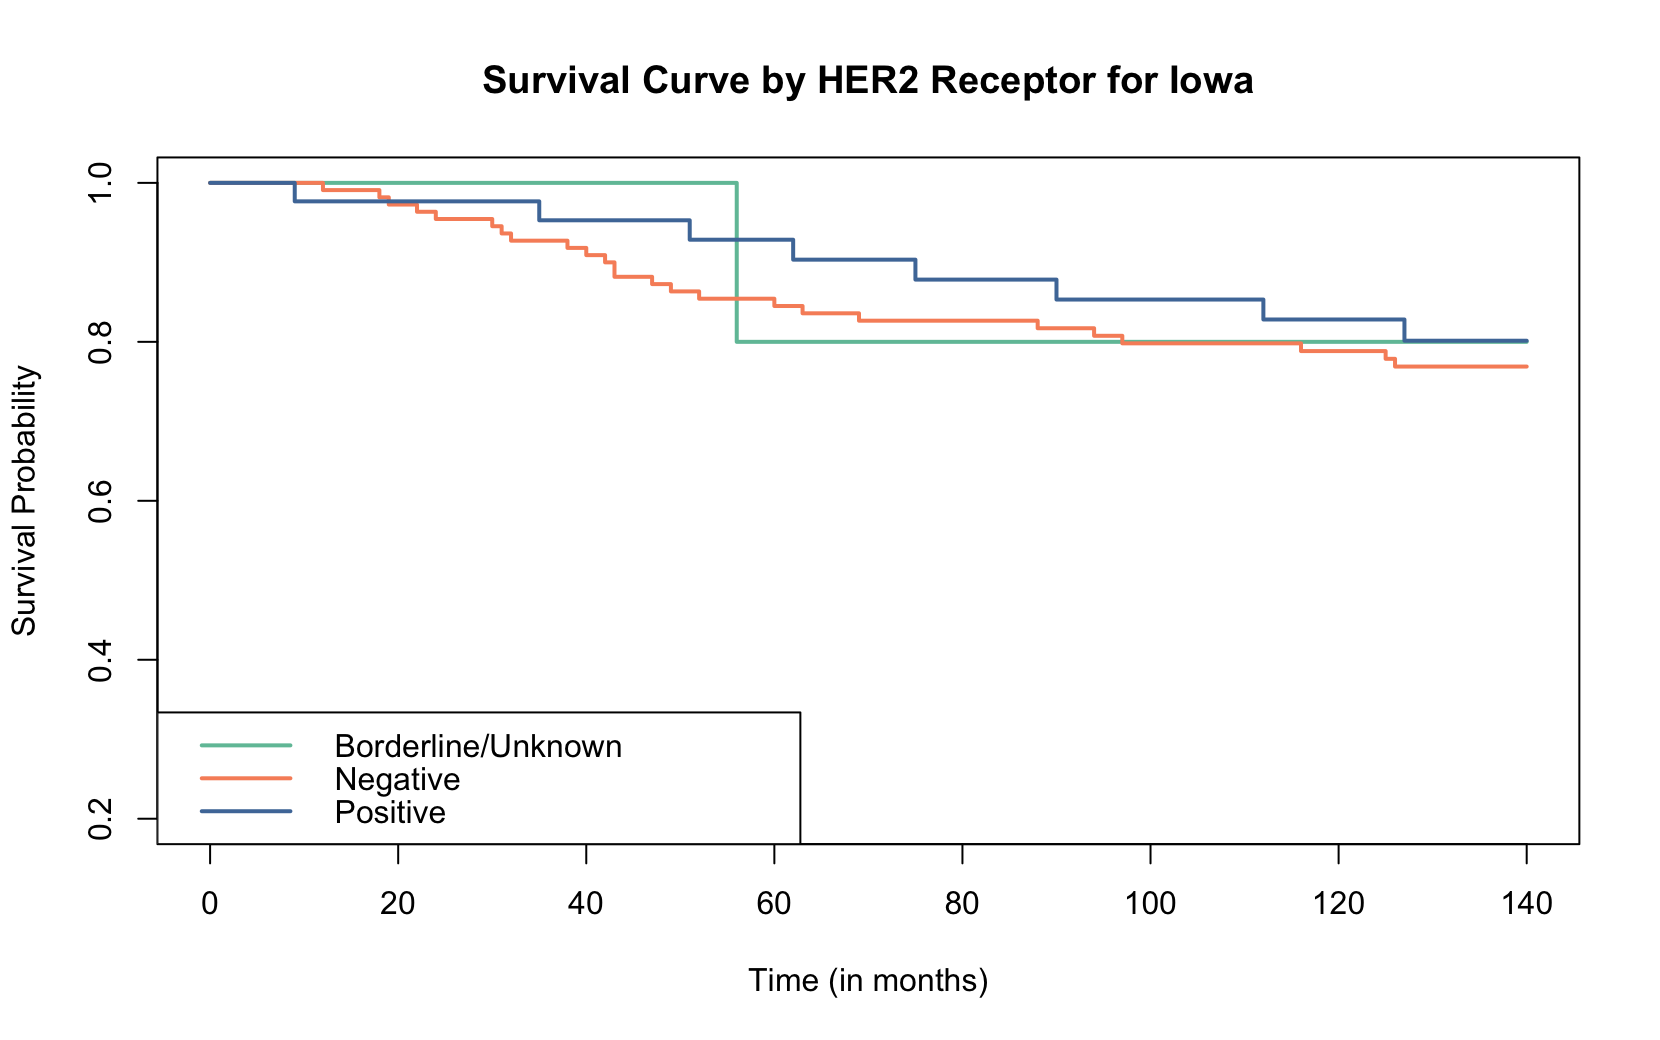 Survival Curve by HER2 Receptor for Iowa
Survival Probability
1.0
0.8
0.6
0.4
0.2
Borderline/Unknown
Negative
Positive
0 20 40 60 80 100 120 140
Time (in months)